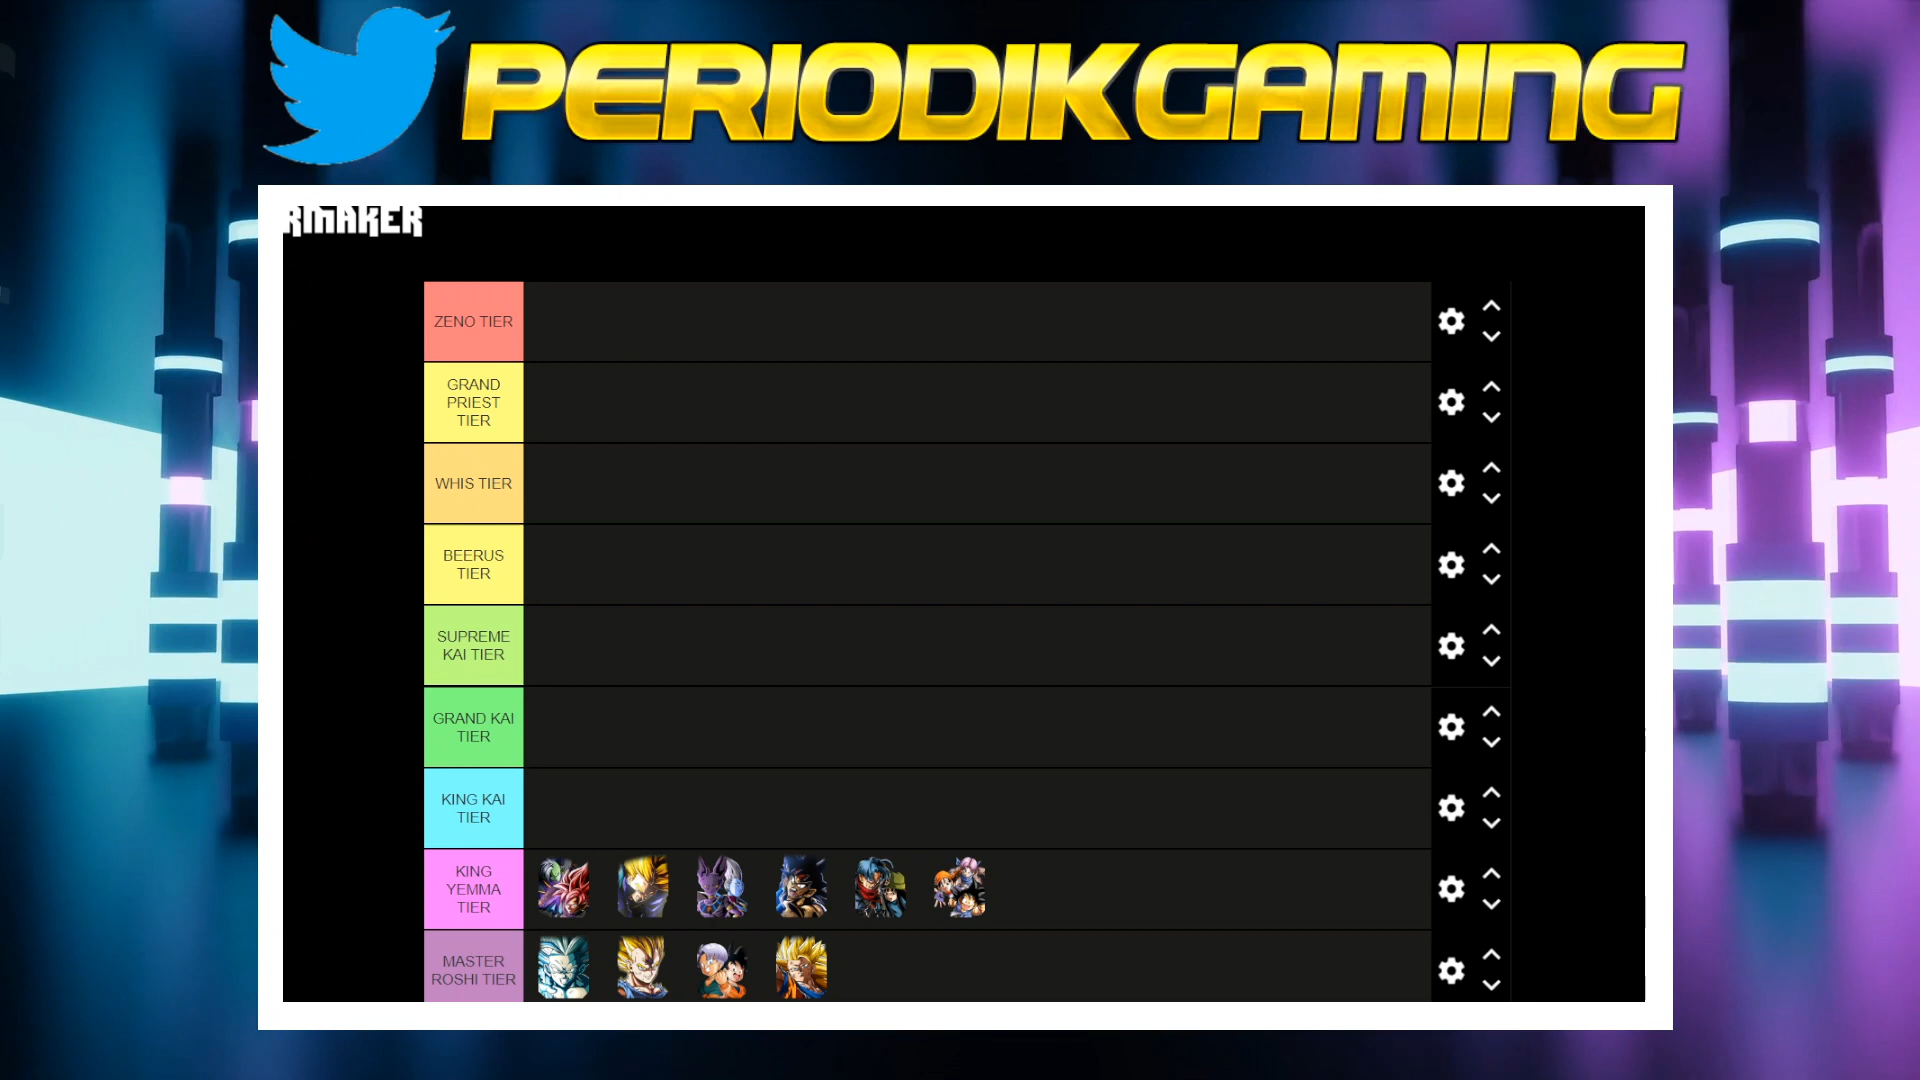 PERIODIKGAMING
RMAKER
ZENO TIER
GRAND
PRIEST
TIER
WHIS TIER
BEERUS
TIER
SUPREME
KAI TIER
GRAND KAI
TIER
KING KAI
TIER
KING
YEMMA
TIER
MASTER
ROSHI TIER